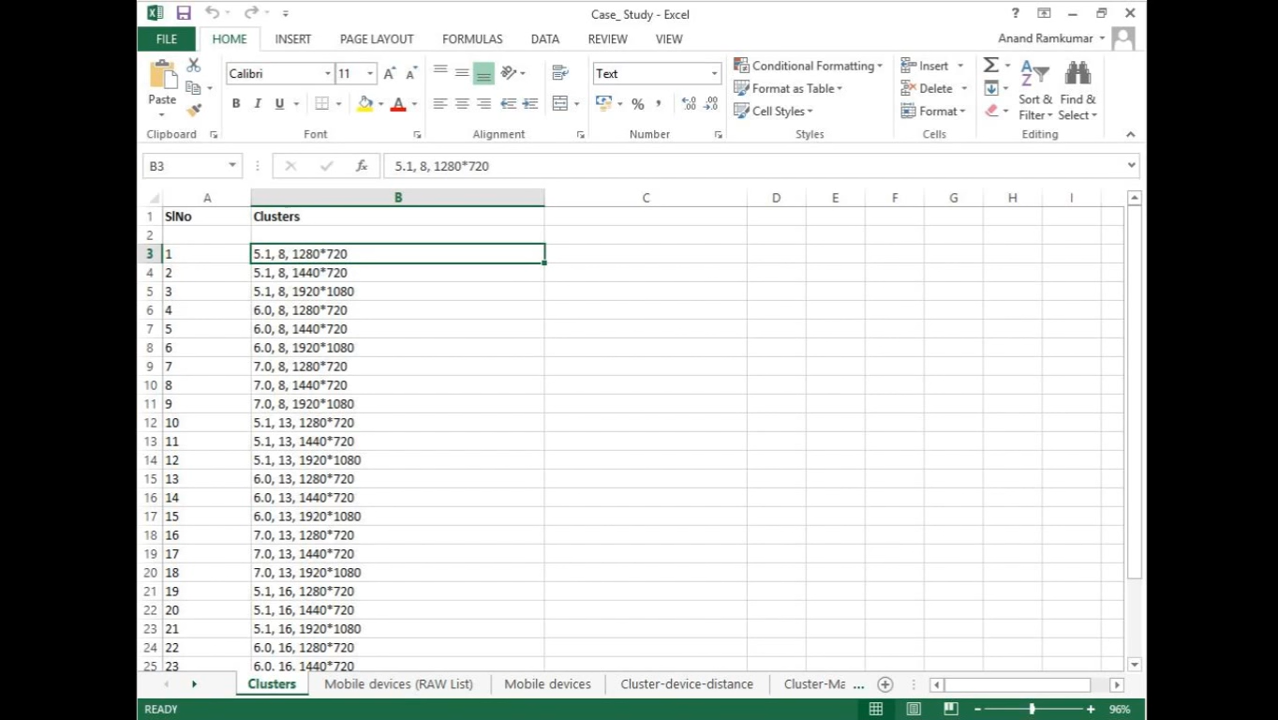 Case_ Study - Excel
?
FILE HOME INSERT PAGE LAYOUT FORMULAS DATA REVIEW VIEW Anand Ramkumar
Paste
Clipboard
Calibri 11
B I U A
Font
Alignment
Text
% ,
Number
Conditional Formatting
Format as Table
Cell Styles
Styles
Insert
Delete
Format
Cells
Sort & Filter
Find & Select
Editing
B3 fx 5.1, 8, 1280*720
A B C D E F G H I
1 SlNo Clusters
2
3 1 5.1, 8, 1280*720
4 2 5.1, 8, 1440*720
5 3 5.1, 8, 1920*1080
6 4 6.0, 8, 1280*720
7 5 6.0, 8, 1440*720
8 6 6.0, 8, 1920*1080
9 7 7.0, 8, 1280*720
10 8 7.0, 8, 1440*720
11 9 7.0, 8, 1920*1080
12 10 5.1, 13, 1280*720
13 11 5.1, 13, 1440*720
14 12 5.1, 13, 1920*1080
15 13 6.0, 13, 1280*720
16 14 6.0, 13, 1440*720
17 15 6.0, 13, 1920*1080
18 16 7.0, 13, 1280*720
19 17 7.0, 13, 1440*720
20 18 7.0, 13, 1920*1080
21 19 5.1, 16, 1280*720
22 20 5.1, 16, 1440*720
23 21 5.1, 16, 1920*1080
24 22 6.0, 16, 1280*720
25 23 6.0, 16, 1440*720
Clusters Mobile devices (RAW List) Mobile devices Cluster-device-distance Cluster-Ma ...
READY 96%